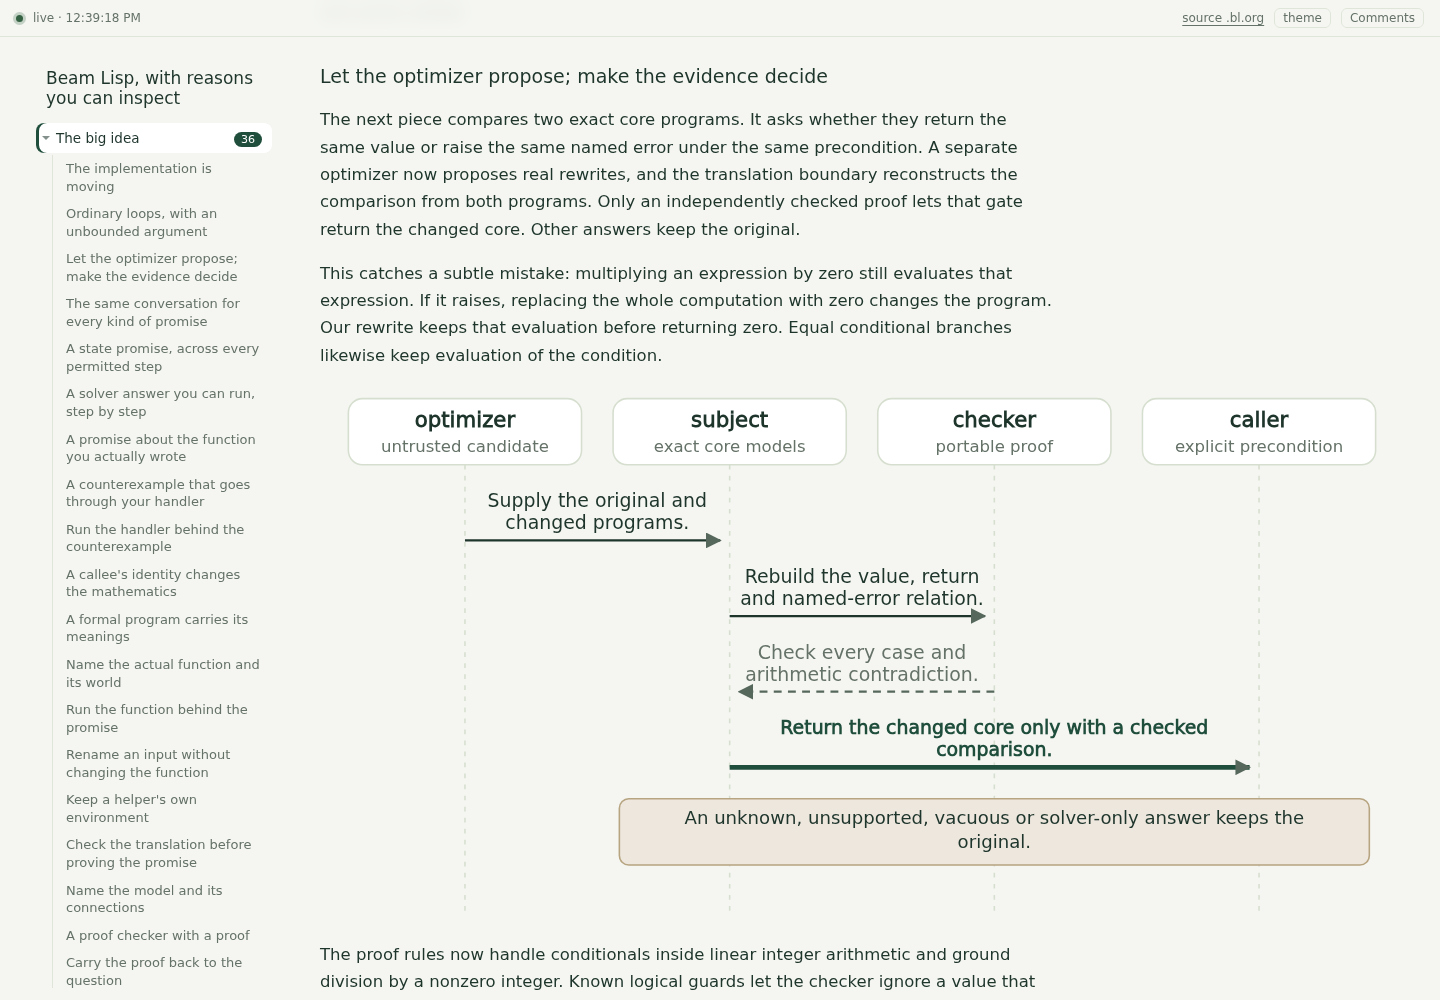 live · 12:39:18 PM
source .bl.org
theme
Comments
Beam Lisp, with reasons
you can inspect
The big idea
36
The implementation is
moving
Ordinary loops, with an
unbounded argument
Let the optimizer propose;
make the evidence decide
The same conversation for
every kind of promise
A state promise, across every
permitted step
A solver answer you can run,
step by step
A promise about the function
you actually wrote
A counterexample that goes
through your handler
Run the handler behind the
counterexample
A callee's identity changes
the mathematics
A formal program carries its
meanings
Name the actual function and
its world
Run the function behind the
promise
Rename an input without
changing the function
Keep a helper's own
environment
Check the translation before
proving the promise
Name the model and its
connections
A proof checker with a proof
Carry the proof back to the
question
Let the optimizer propose; make the evidence decide
The next piece compares two exact core programs. It asks whether they return the
same value or raise the same named error under the same precondition. A separate
optimizer now proposes real rewrites, and the translation boundary reconstructs the
comparison from both programs. Only an independently checked proof lets that gate
return the changed core. Other answers keep the original.
This catches a subtle mistake: multiplying an expression by zero still evaluates that
expression. If it raises, replacing the whole computation with zero changes the program.
Our rewrite keeps that evaluation before returning zero. Equal conditional branches
likewise keep evaluation of the condition.
optimizer
untrusted candidate
subject
exact core models
checker
portable proof
caller
explicit precondition
Supply the original and
changed programs.
Rebuild the value, return
and named-error relation.
Check every case and
arithmetic contradiction.
Return the changed core only with a checked
comparison.
An unknown, unsupported, vacuous or solver-only answer keeps the
original.
The proof rules now handle conditionals inside linear integer arithmetic and ground
division by a nonzero integer. Known logical guards let the checker ignore a value that